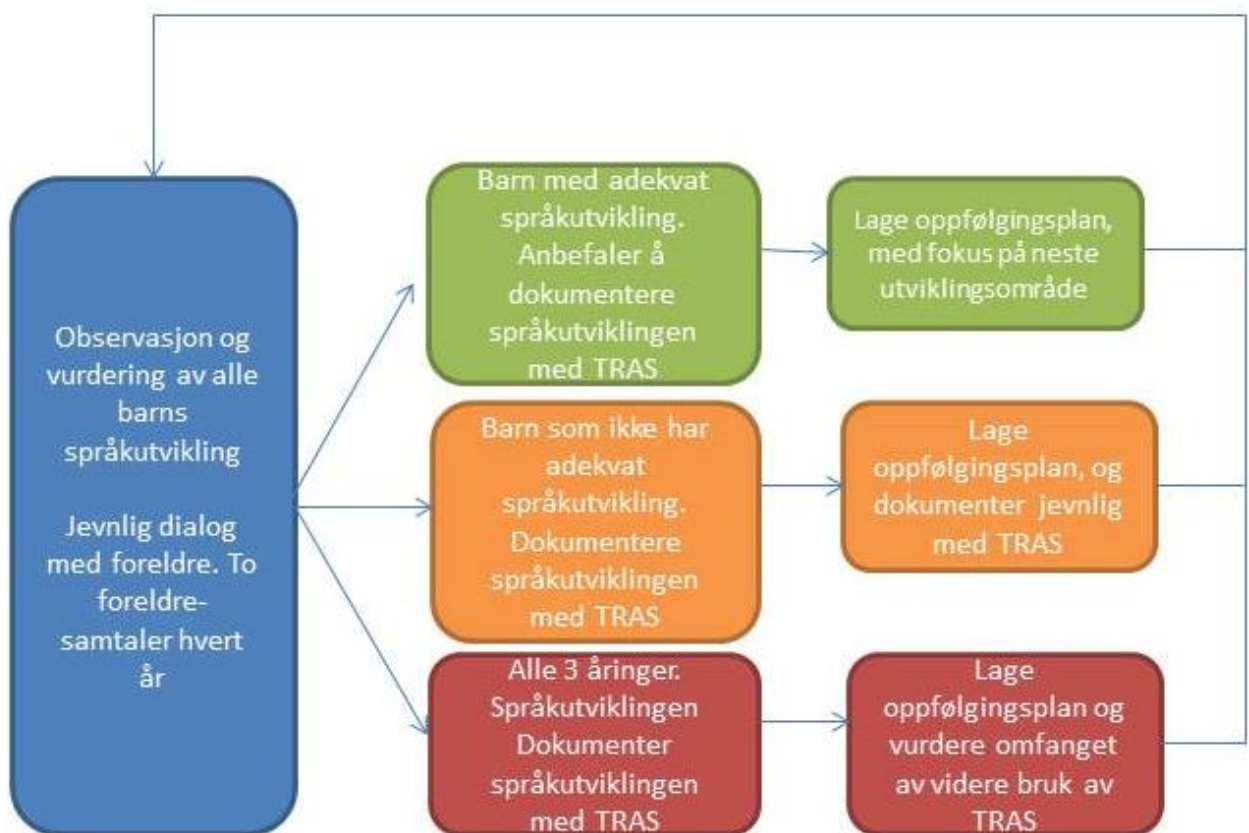 Observasjon og
vurdering av alle
barns
språkutvikling
Jevnlig dialog
med foreldre. To
foreldre-
samtaler hvert
år
Barn med adekvat
språkutvikling.
Anbefaler å
dokumentere
språkutviklingen
med TRAS
Lage oppfølgingsplan,
med fokus på neste
utviklingsområde
Barn som ikke har
adekvat
språkutvikling.
Dokumentere
språkutviklingen
med TRAS
Lage
oppfølgingsplan, og
dokumenter jevnlig
med TRAS
Alle 3 åringer.
Språkutviklingen
Dokumenter
språkutviklingen
med TRAS
Lage
oppfølgingsplan og
vurdere omfanget
av videre bruk av
TRAS